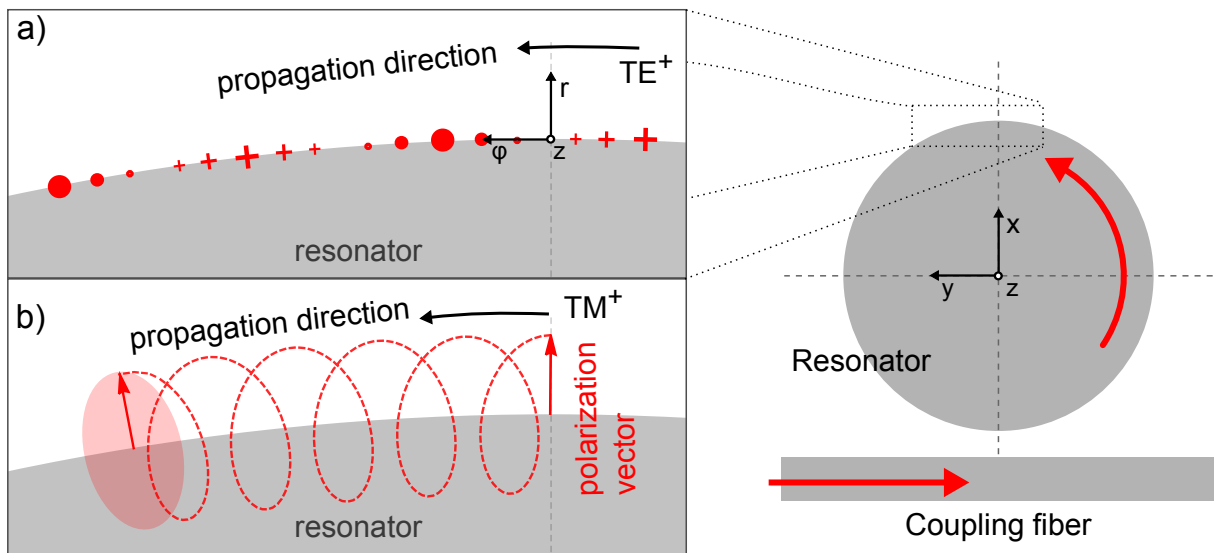 a)
propagation direction
TE⁺
r
φ
z
resonator
b)
propagation direction
TM⁺
polarization
vector
resonator
x
y
z
Resonator
Coupling fiber